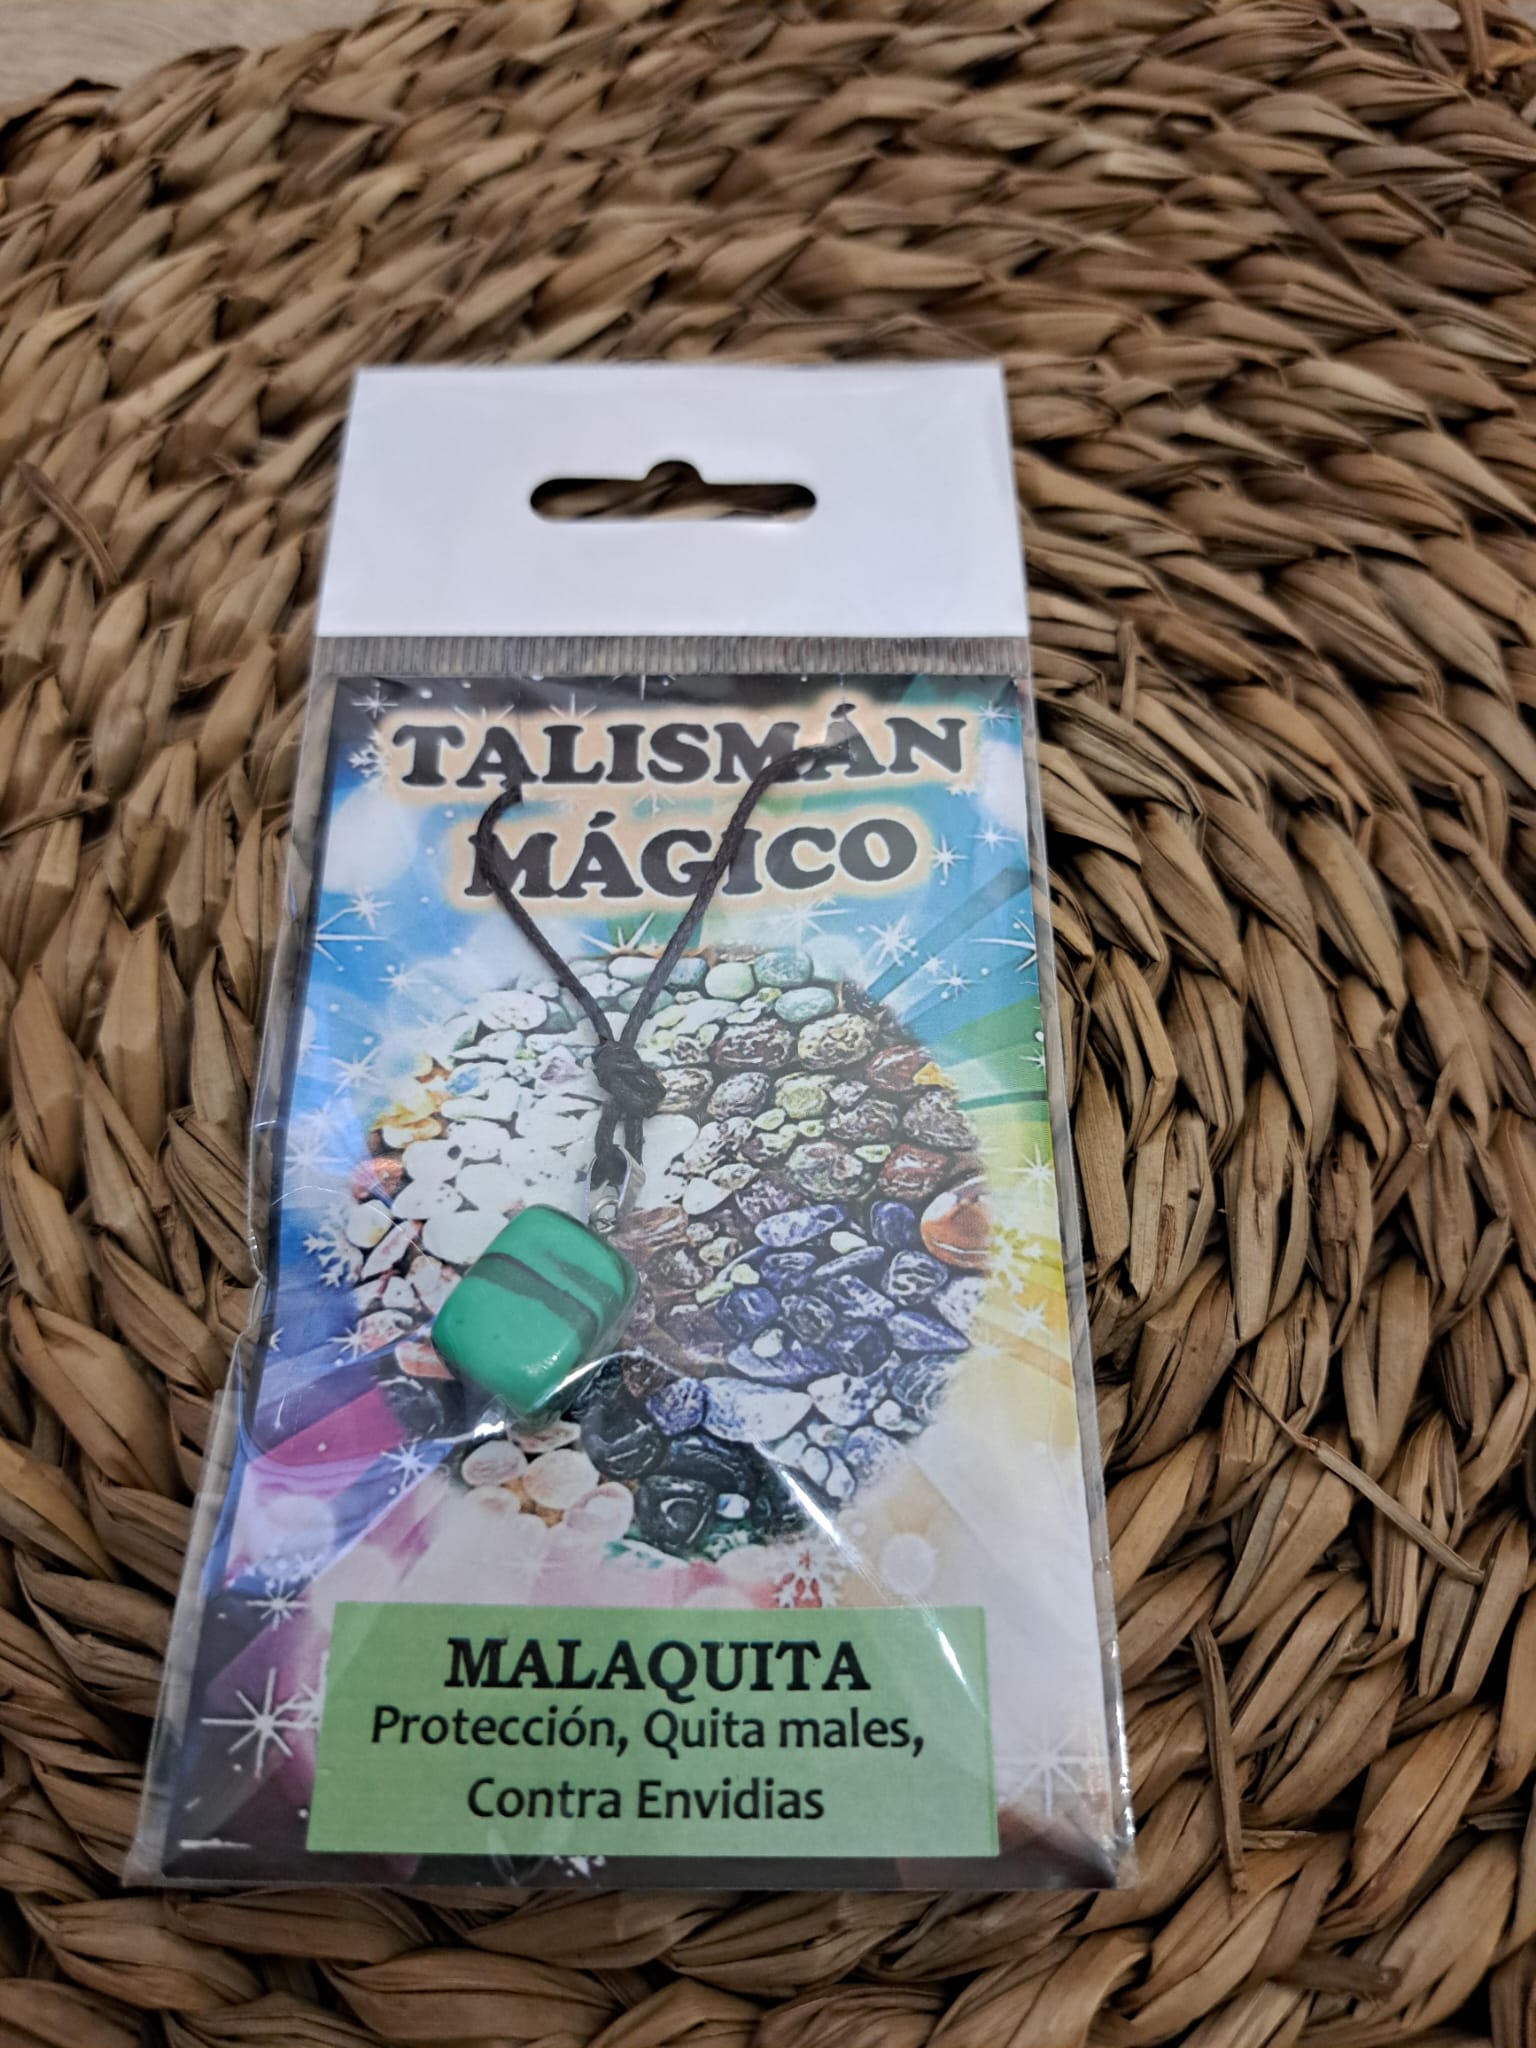 TALISMÁN
MÁGICO
MALAQUITA
Protección, Quita males,
Contra Envidias